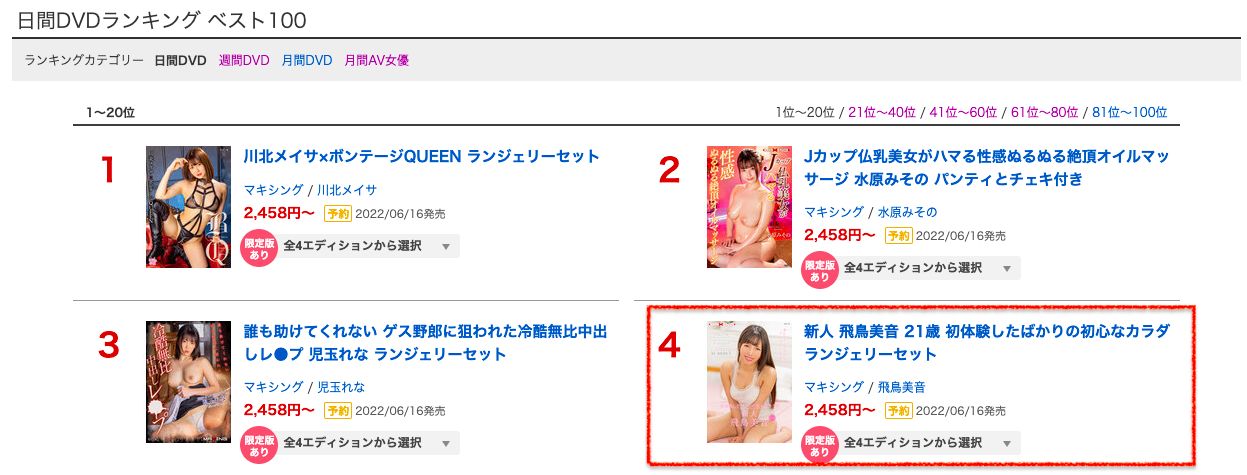 日間DVDランキング ベスト100
ランキングカテゴリー 日間DVD 週間DVD 月間DVD 月間AV女優
1〜20位
1位〜20位 / 21位〜40位 / 41位〜60位 / 61位〜80位 / 81位〜100位
1
川北メイサ×ボンテージQUEEN ランジェリーセット
マキシング / 川北メイサ
2,458円〜 予約 2022/06/16発売
限定版
あり
全4エディションから選択
2
Jカップ仏乳美女がハマる性感ぬるぬる絶頂オイルマッ
サージ 水原みその パンティとチェキ付き
マキシング / 水原みその
2,458円〜 予約 2022/06/16発売
限定版
あり
全4エディションから選択
3
誰も助けてくれない ゲス野郎に狙われた冷酷無比中出
しレ●プ 児玉れな ランジェリーセット
マキシング / 児玉れな
2,458円〜 予約 2022/06/16発売
限定版
あり
全4エディションから選択
4
新人 飛鳥美音 21歳 初体験したばかりの初心なカラダ
ランジェリーセット
マキシング / 飛鳥美音
2,458円〜 予約 2022/06/16発売
限定版
あり
全4エディションから選択